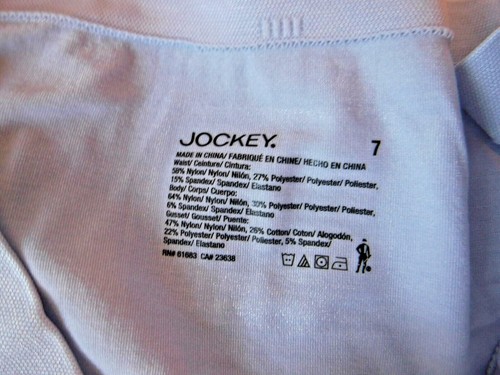 JOCKEY. 7
MADE IN CHINA/ FABRIQUÉ EN CHINE/ HECHO EN CHINA
Waist/ Ceinture/ Cintura:
58% Nylon/ Nylon/ Nilón, 27% Polyester/ Polyester/ Poliester,
15% Spandex/ Spandex/ Elastano
Body/ Corps/ Cuerpo:
64% Nylon/ Nylon/ Nilón, 30% Polyester/ Polyester/ Poliester,
6% Spandex/ Spandex/ Elastano
Gusset/ Gousset/ Puente:
47% Nylon/ Nylon/ Nilón, 26% Cotton/ Coton/ Alogodón,
22% Polyester/ Polyester/ Poliester, 5% Spandex/
Spandex/ Elastano
RN# 61663 CA# 23638